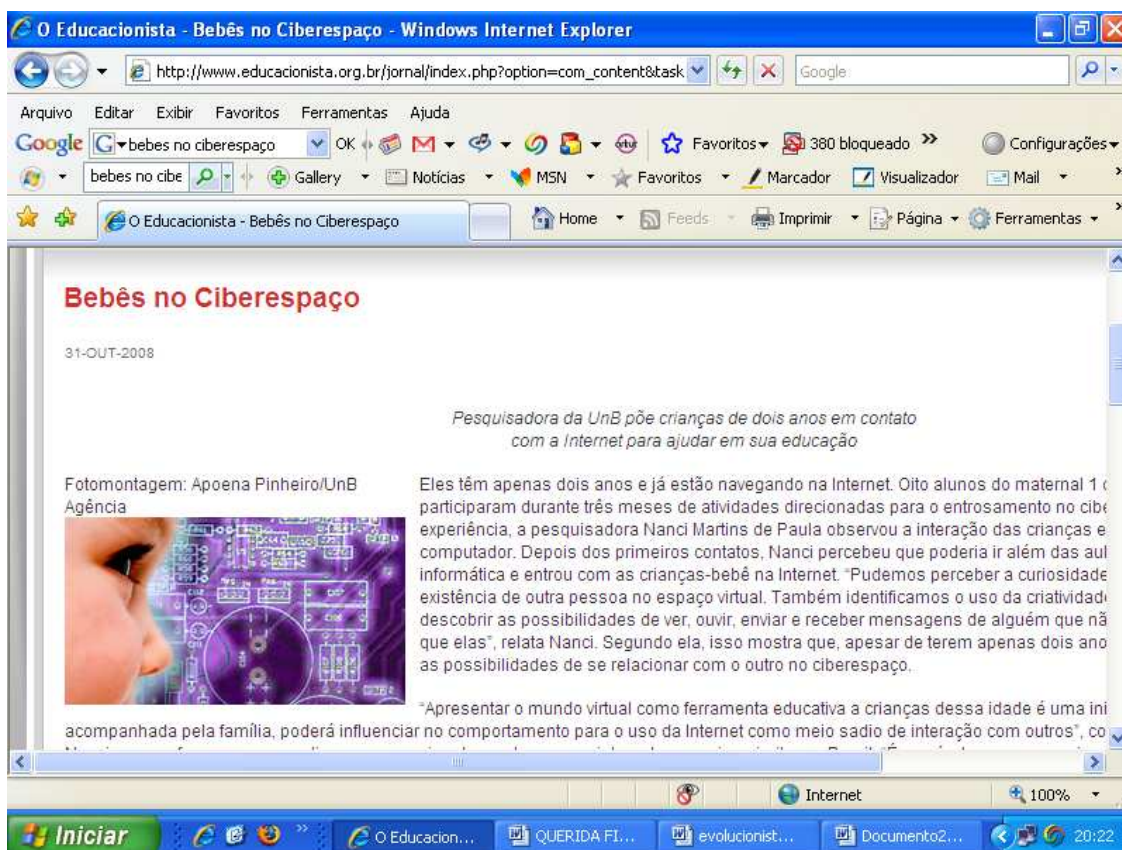 O Educacionista - Bebês no Ciberespaço - Windows Internet Explorer
http://www.educacionista.org.br/jornal/index.php?option=com_content&task Google
Arquivo Editar Exibir Favoritos Ferramentas Ajuda
Google G bebes no ciberespaço OK Favoritos 380 bloqueado » Configurações
bebes no cibe Gallery Notícias MSN Favoritos Marcador Visualizador Mail »
O Educacionista - Bebês no Ciberespaço Home Feeds Imprimir Página Ferramentas »
Bebês no Ciberespaço
31-OUT-2008
Pesquisadora da UnB põe crianças de dois anos em contato
com a Internet para ajudar em sua educação
Fotomontagem: Apoena Pinheiro/UnB
Agência
Eles têm apenas dois anos e já estão navegando na Internet. Oito alunos do maternal 1
participaram durante três meses de atividades direcionadas para o entrosamento no cibe
experiência, a pesquisadora Nanci Martins de Paula observou a interação das crianças e
computador. Depois dos primeiros contatos, Nanci percebeu que poderia ir além das aul
informática e entrou com as crianças-bebê na Internet. “Pudemos perceber a curiosidade
existência de outra pessoa no espaço virtual. Também identificamos o uso da criatividad
descobrir as possibilidades de ver, ouvir, enviar e receber mensagens de alguém que nã
que elas”, relata Nanci. Segundo ela, isso mostra que, apesar de terem apenas dois ano
as possibilidades de se relacionar com o outro no ciberespaço.
“Apresentar o mundo virtual como ferramenta educativa a crianças dessa idade é uma ini
acompanhada pela família, poderá influenciar no comportamento para o uso da Internet como meio sadio de interação com outros”, co
Internet 100%
Iniciar » O Educacion... QUERIDA FI... evolucionist... Documento2... 20:22